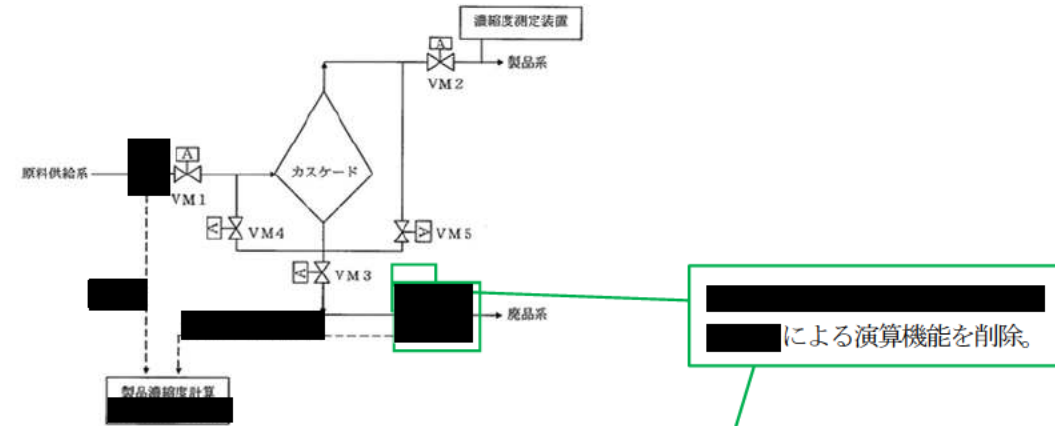 濃縮度測定装置
A
製品系
VM2
カスケード
原料供給系
A
VM1
A
VM4
A
VM5
A
VM3
廃品系
による演算機能を削除。
製品濃縮度計算